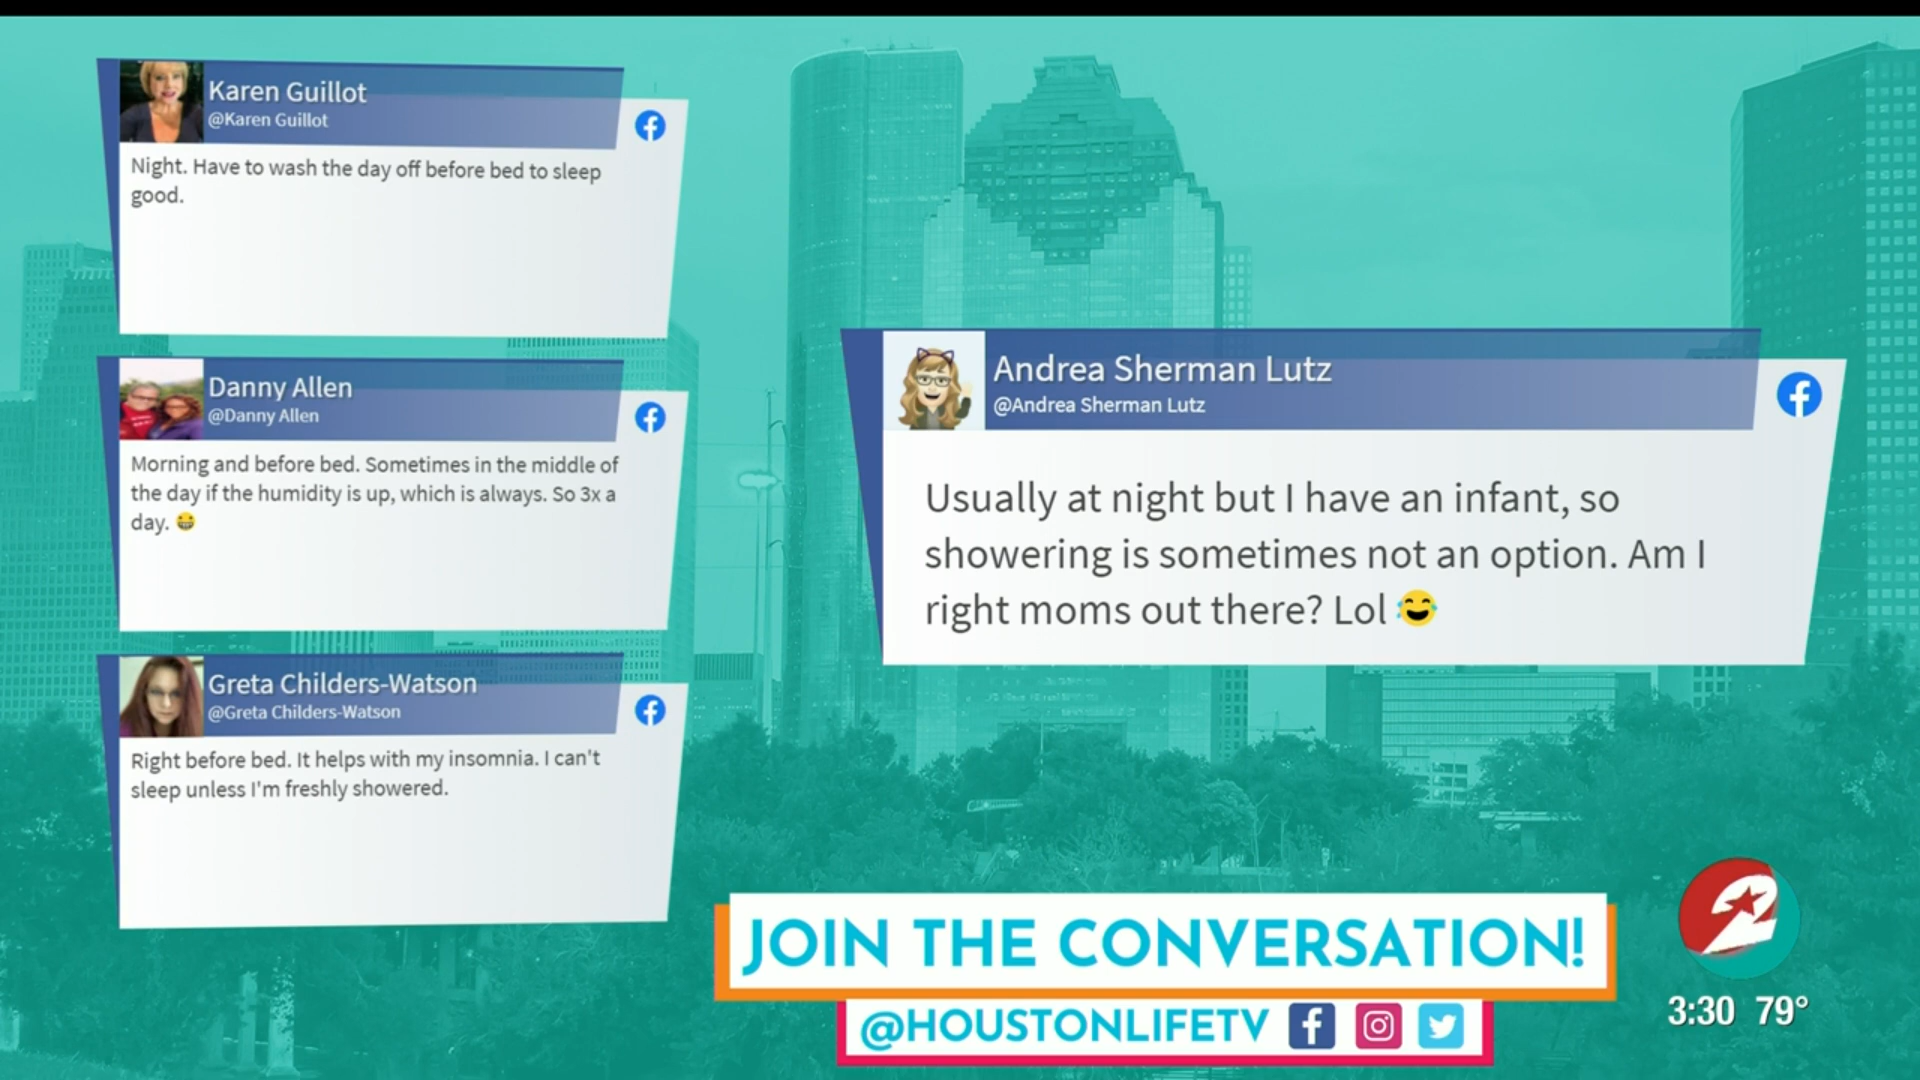 Karen Guillot
@Karen Guillot
Night. Have to wash the day off before bed to sleep
good.
Danny Allen
@Danny Allen
Morning and before bed. Sometimes in the middle of
the day if the humidity is up, which is always. So 3x a
day. 😁
Greta Childers-Watson
@Greta Childers-Watson
Right before bed. It helps with my insomnia. I can't
sleep unless I'm freshly showered.
Andrea Sherman Lutz
@Andrea Sherman Lutz
Usually at night but I have an infant, so
showering is sometimes not an option. Am I
right moms out there? Lol 😂
JOIN THE CONVERSATION!
@HOUSTONLIFETV
2
3:30 79°